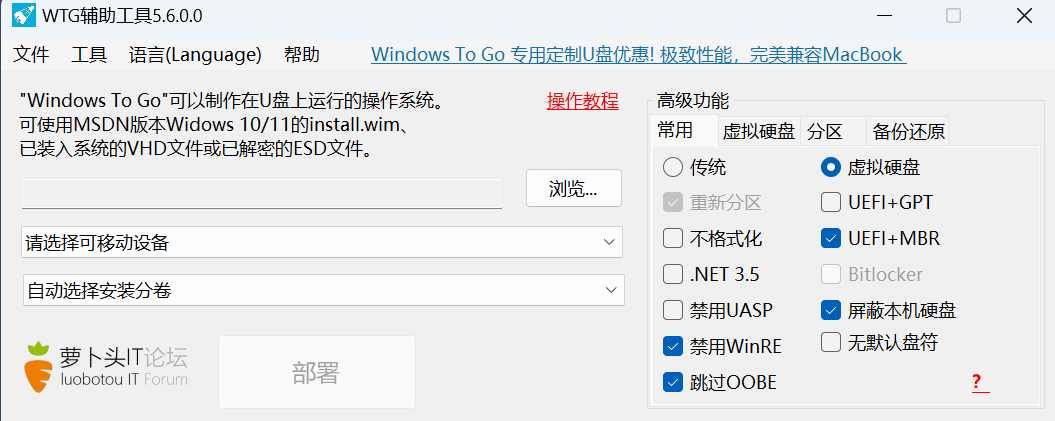 WTG辅助工具5.6.0.0
文件 工具 语言(Language) 帮助 Windows To Go 专用定制U盘优惠! 极致性能，完美兼容MacBook
"Windows To Go"可以制作在U盘上运行的操作系统。
操作教程
可使用MSDN版本Widows 10/11的install.wim、
已装入系统的VHD文件或已解密的ESD文件。
浏览...
请选择可移动设备
自动选择安装分卷
萝卜头IT论坛
luobotou IT Forum
部署
高级功能
常用 虚拟硬盘 分区 备份还原
传统 虚拟硬盘
重新分区 UEFI+GPT
不格式化 UEFI+MBR
.NET 3.5 Bitlocker
禁用UASP 屏蔽本机硬盘
禁用WinRE 无默认盘符
跳过OOBE ?